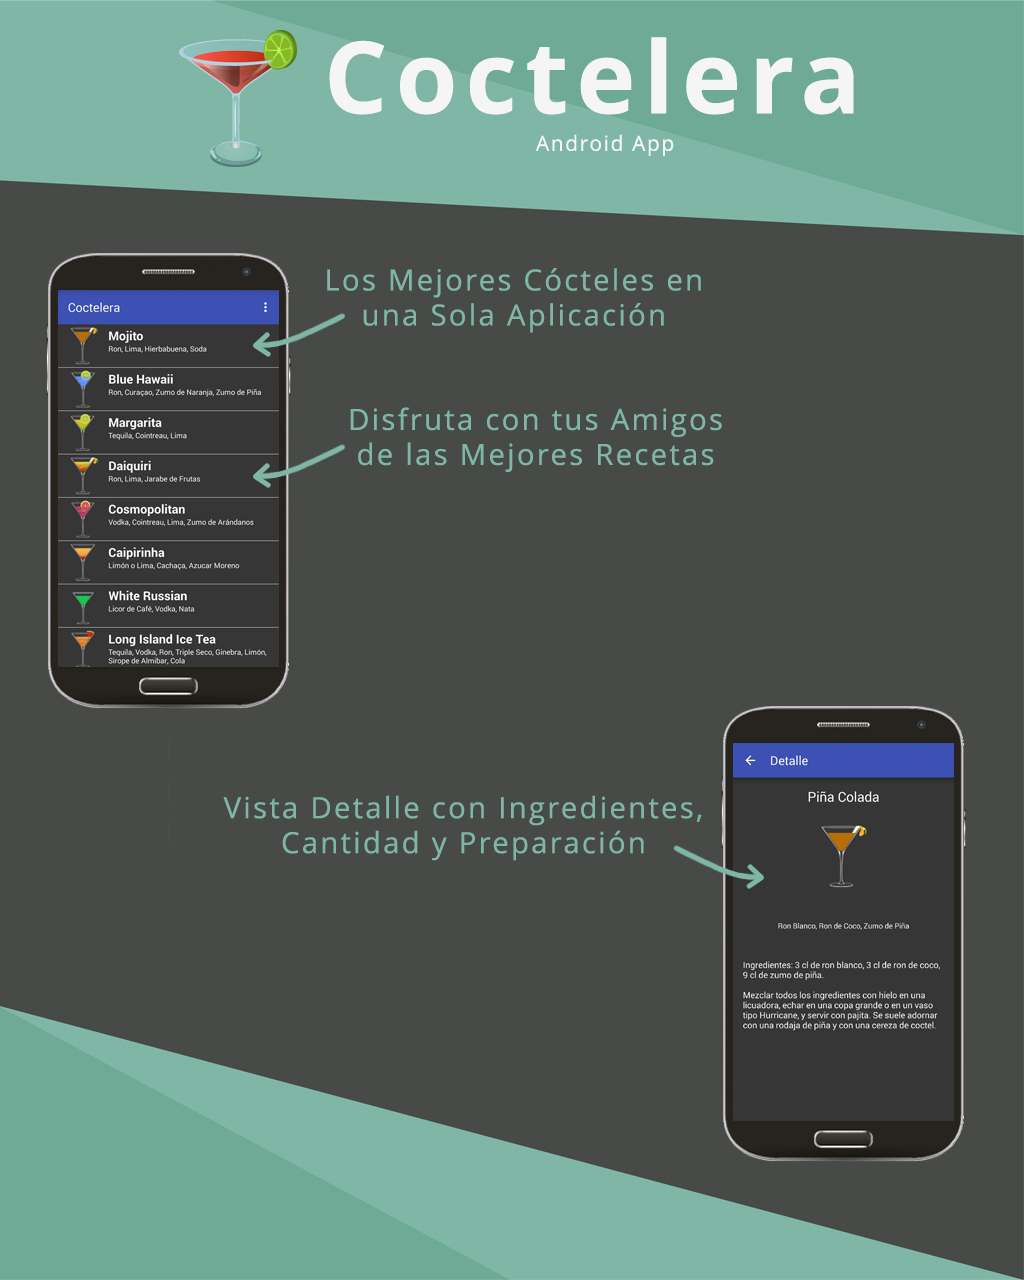 Coctelera
Android App
Los Mejores Cócteles en
una Sola Aplicación
Coctelera
Mojito
Ron, Lima, Hierbabuena, Soda
Blue Hawaii
Ron, Curaçao, Zumo de Naranja, Zumo de Piña
Margarita
Tequila, Cointreau, Lima
Daiquiri
Ron, Lima, Jarabe de Frutas
Cosmopolitan
Vodka, Cointreau, Lima, Zumo de Arándanos
Caipirinha
Limón o Lima, Cachaça, Azucar Moreno
White Russian
Licor de Café, Vodka, Nata
Long Island Ice Tea
Tequila, Vodka, Ron, Triple Seco, Ginebra, Limón,
Sirope de Almibar, Cola
Disfruta con tus Amigos
de las Mejores Recetas
Vista Detalle con Ingredientes,
Cantidad y Preparación
Detalle
Piña Colada
Ron Blanco, Ron de Coco, Zumo de Piña
Ingredientes: 3 cl de ron blanco, 3 cl de ron de coco,
9 cl de zumo de piña.
Mezclar todos los ingredientes con hielo en una
licuadora, echar en una copa grande o en un vaso
tipo Hurricane, y servir con pajita. Se suele adornar
con una rodaja de piña y con una cereza de coctel.